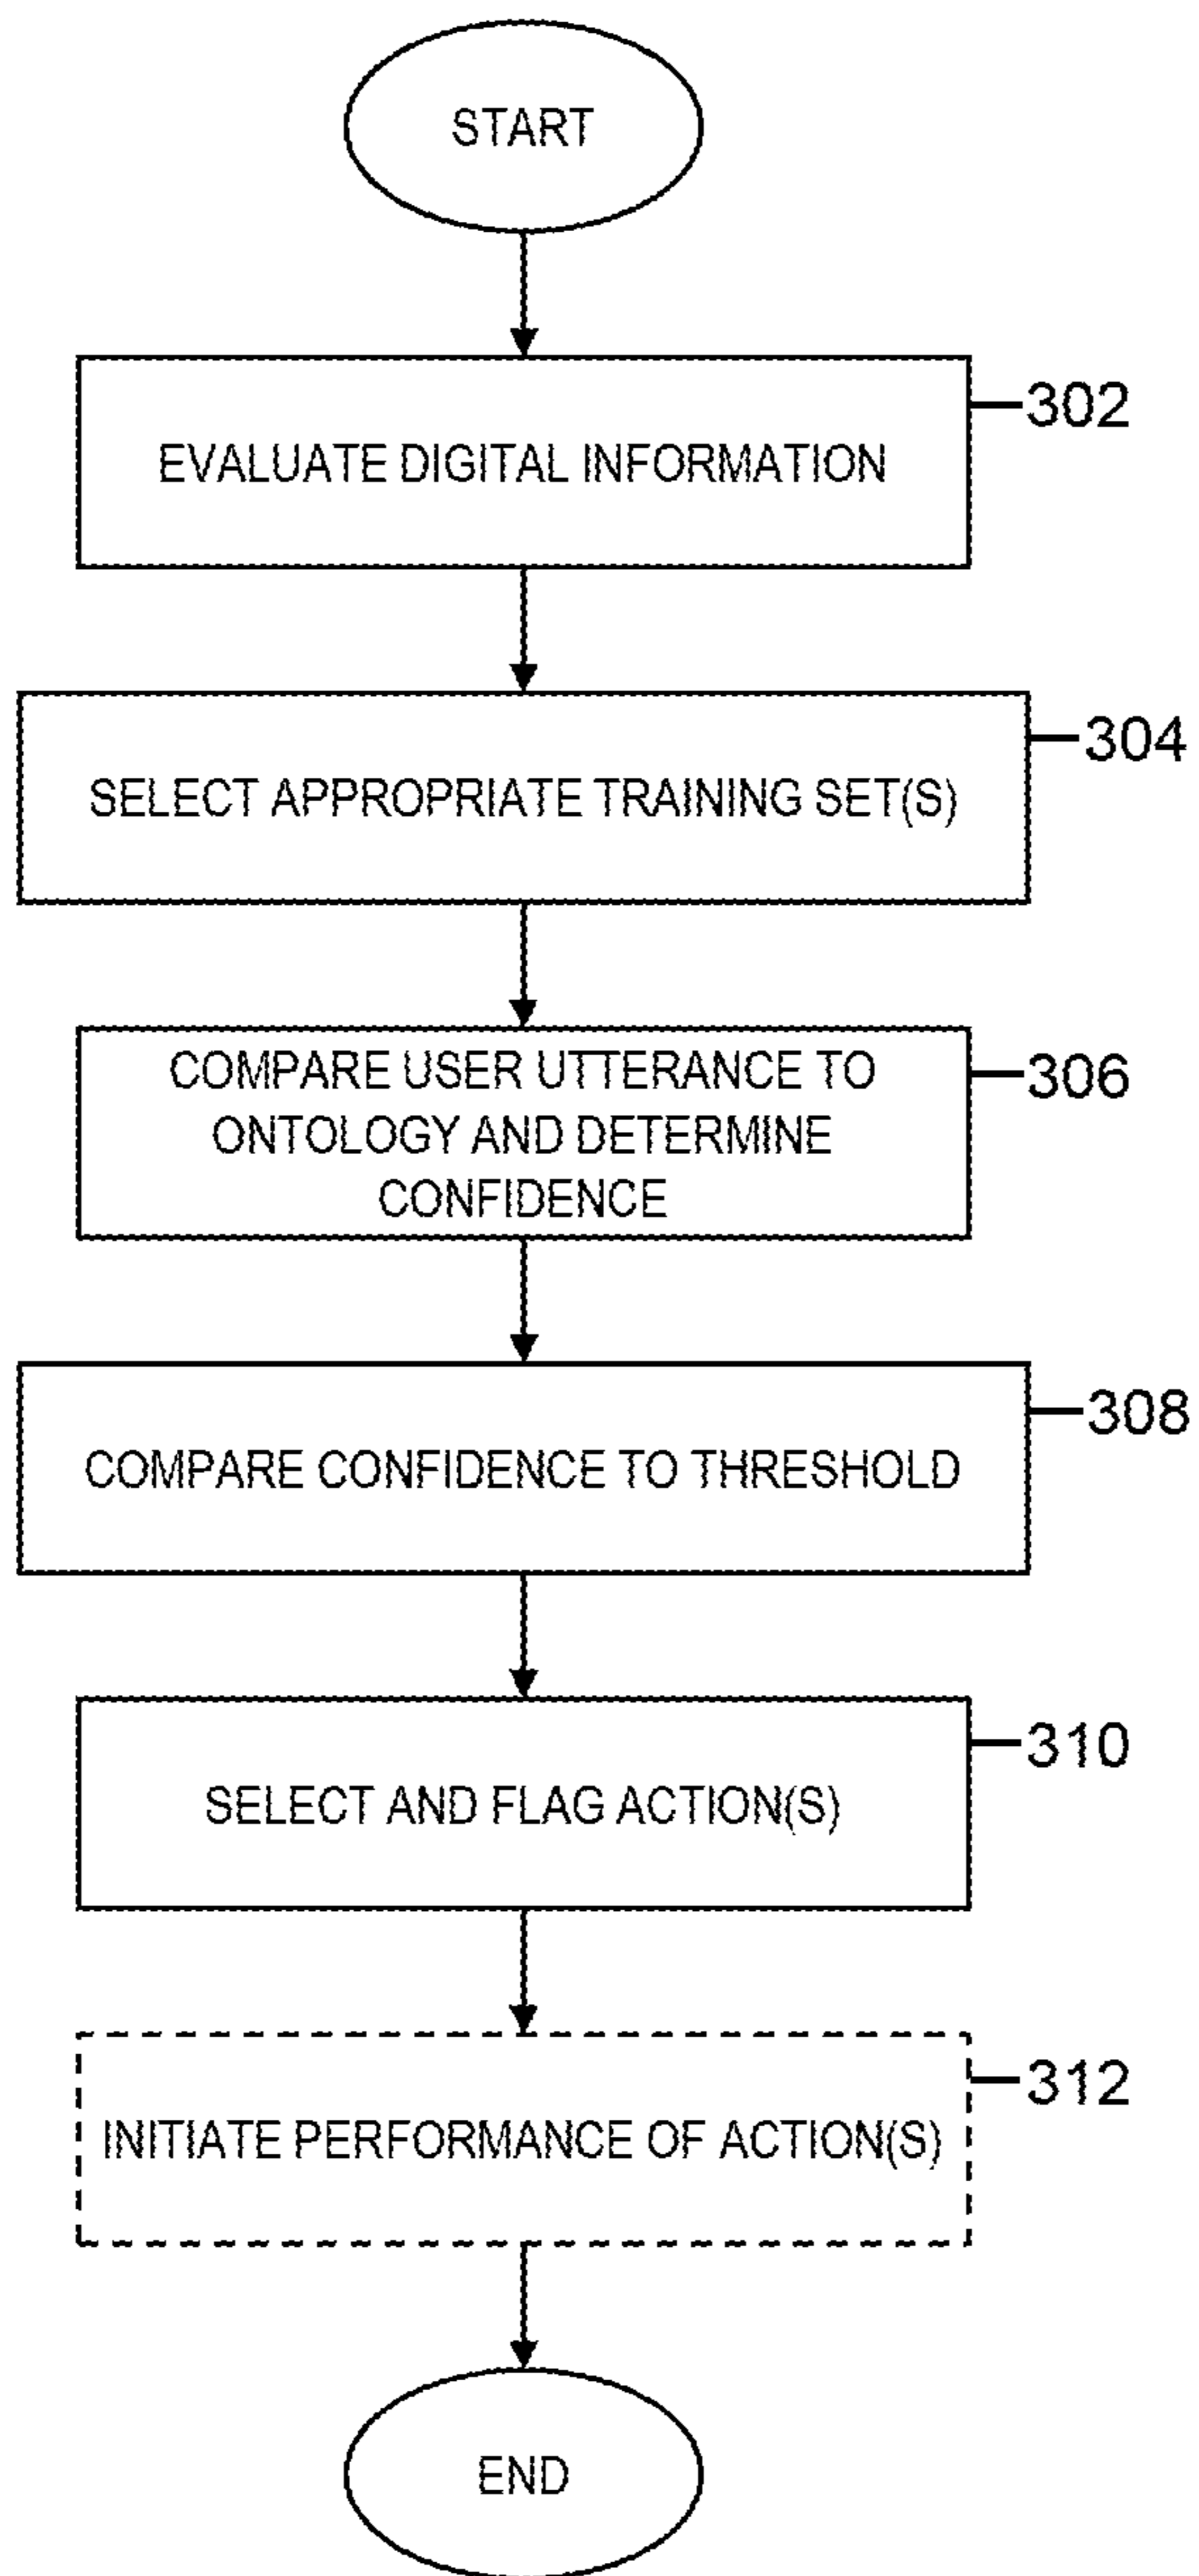 START
302
EVALUATE DIGITAL INFORMATION
304
SELECT APPROPRIATE TRAINING SET(S)
306
COMPARE USER UTTERANCE TO
ONTOLOGY AND DETERMINE
CONFIDENCE
308
COMPARE CONFIDENCE TO THRESHOLD
310
SELECT AND FLAG ACTION(S)
312
INITIATE PERFORMANCE OF ACTION(S)
END